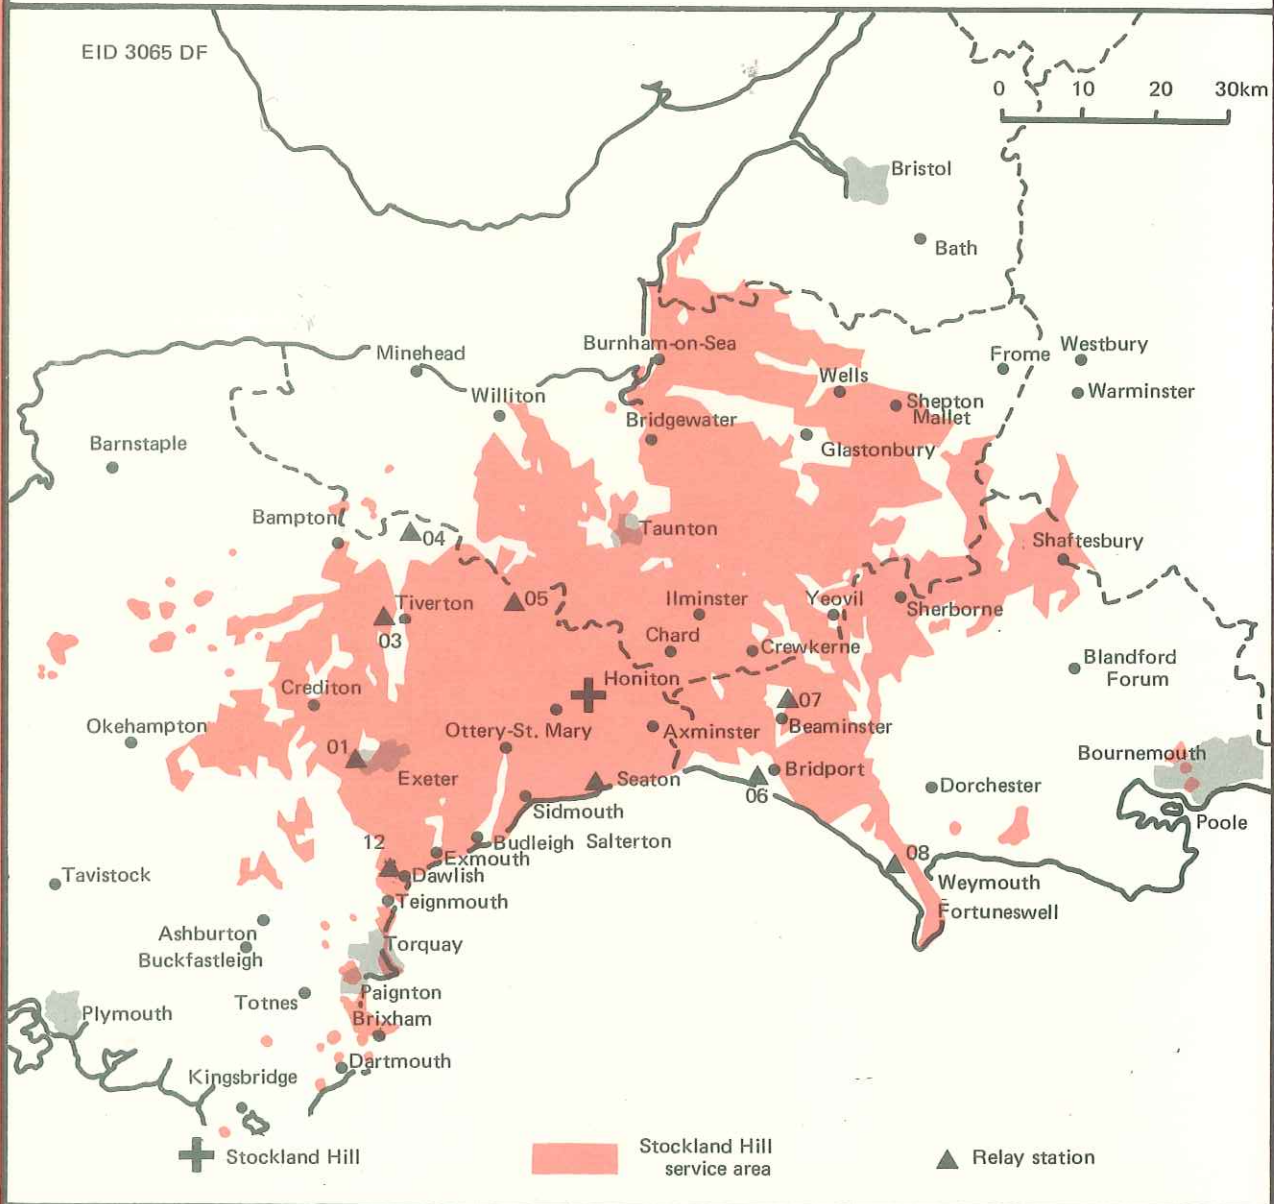 EID 3065 DF
0 10 20 30km
Bristol
Bath
Burnham-on-Sea
Minehead
Frome
Westbury
Wells
Williton
Warminster
Shepton
Mallet
Bridgewater
Barnstaple
Glastonbury
Bampton
04
Taunton
Shaftesbury
Tiverton
05
Ilminster
Yeovil
Sherborne
03
Chard
Crewkerne
Blandford
Forum
Crediton
Honiton
07
Okehampton
Ottery-St. Mary
Axminster
Beaminster
01
Bournemouth
Exeter
Seaton
Bridport
06
Dorchester
Sidmouth
Poole
12
Budleigh Salterton
Exmouth
08
Tavistock
Dawlish
Weymouth
Teignmouth
Fortuneswell
Ashburton
Torquay
Buckfastleigh
Paignton
Totnes
Plymouth
Brixham
Dartmouth
Kingsbridge
Stockland Hill
Stockland Hill
service area
Relay station